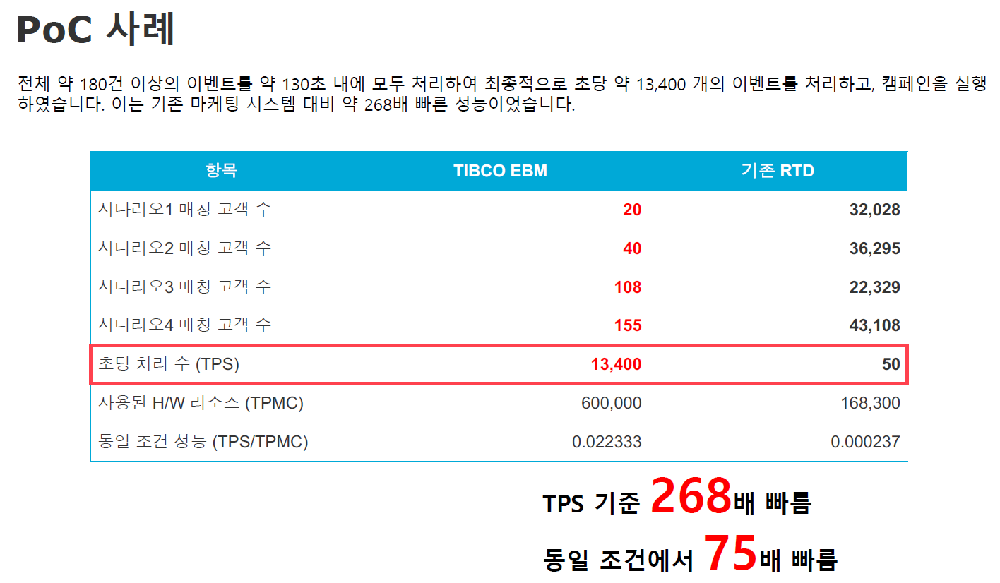 PoC 사례
전체 약 180건 이상의 이벤트를 약 130초 내에 모두 처리하여 최종적으로 초당 약 13,400 개의 이벤트를 처리하고, 캠페인을 실행
하였습니다. 이는 기존 마케팅 시스템 대비 약 268배 빠른 성능이었습니다.
항목 TIBCO EBM 기존 RTD
시나리오1 매칭 고객 수 20 32,028
시나리오2 매칭 고객 수 40 36,295
시나리오3 매칭 고객 수 108 22,329
시나리오4 매칭 고객 수 155 43,108
초당 처리 수 (TPS) 13,400 50
사용된 H/W 리소스 (TPMC) 600,000 168,300
동일 조건 성능 (TPS/TPMC) 0.022333 0.000237
TPS 기준 268배 빠름
동일 조건에서 75배 빠름